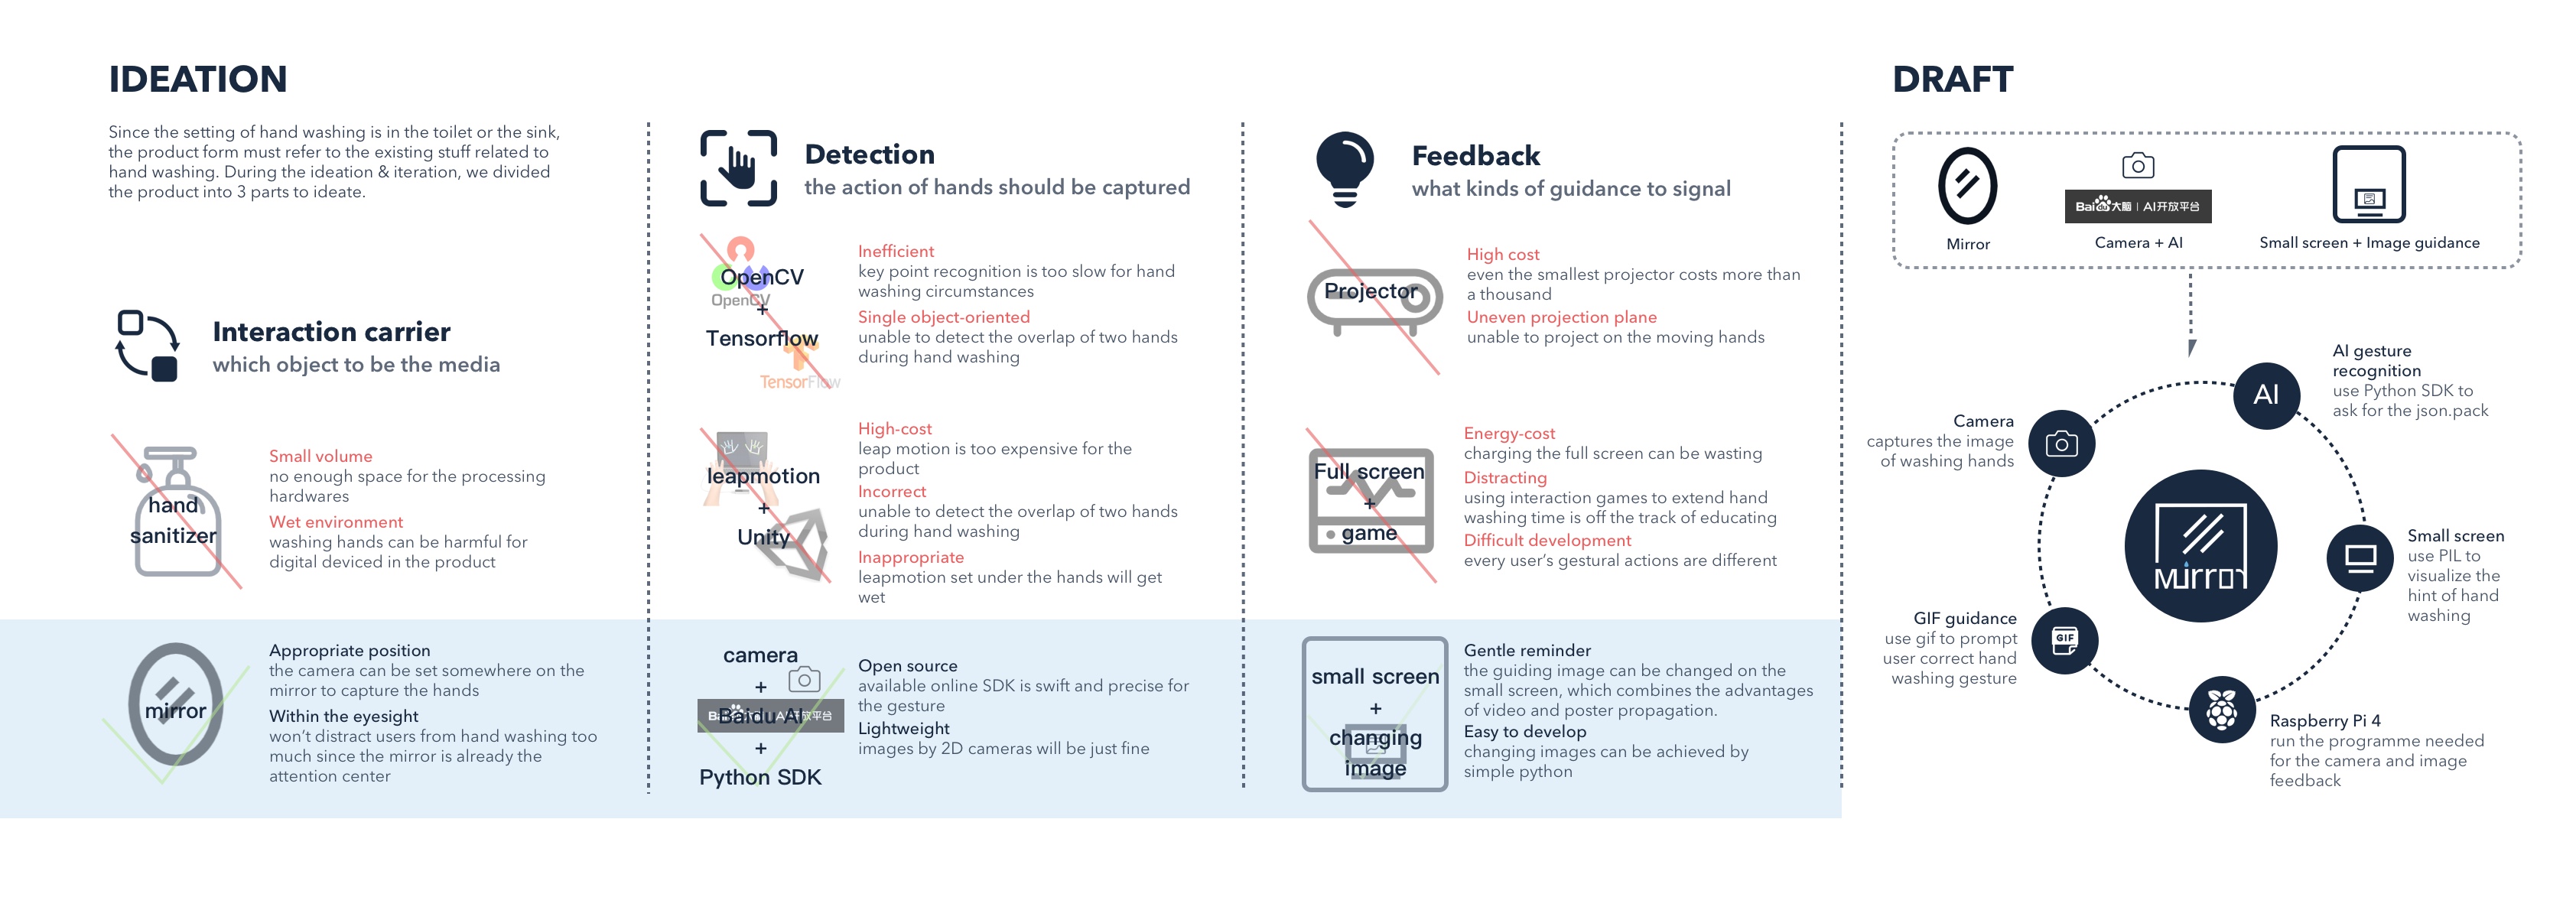 IDEATION
Since the setting of hand washing is in the toilet or the sink,
the product form must refer to the existing stuff related to
hand washing. During the ideation & iteration, we divided
the product into 3 parts to ideate.
Interaction carrier
which object to be the media
hand
sanitizer
Small volume
no enough space for the processing
hardwares
Wet environment
washing hands can be harmful for
digital deviced in the product
mirror
Appropriate position
the camera can be set somewhere on the
mirror to capture the hands
Within the eyesight
won't distract users from hand washing too
much since the mirror is already the
attention center
Detection
the action of hands should be captured
OpenCV
OpenCV
+
Tensorflow
TensorFlow
Inefficient
key point recognition is too slow for hand
washing circumstances
Single object-oriented
unable to detect the overlap of two hands
during hand washing
leapmotion
+
Unity
High-cost
leap motion is too expensive for the
product
Incorrect
unable to detect the overlap of two hands
during hand washing
Inappropriate
leapmotion set under the hands will get
wet
camera
+
Baidu AI
+
Python SDK
Open source
available online SDK is swift and precise for
the gesture
Lightweight
images by 2D cameras will be just fine
Feedback
what kinds of guidance to signal
Projector
High cost
even the smallest projector costs more than
a thousand
Uneven projection plane
unable to project on the moving hands
Full screen
+
game
Energy-cost
charging the full screen can be wasting
Distracting
using interaction games to extend hand
washing time is off the track of educating
Difficult development
every user's gestural actions are different
small screen
+
changing
image
Gentle reminder
the guiding image can be changed on the
small screen, which combines the advantages
of video and poster propagation.
Easy to develop
changing images can be achieved by
simple python
DRAFT
Mirror
Bai du 大脑 | AI开放平台
Camera + AI
Small screen + Image guidance
AI
AI gesture
recognition
use Python SDK to
ask for the json.pack
Camera
captures the image
of washing hands
Mirror
Small screen
use PIL to
visualize the
hint of hand
washing
GIF
GIF guidance
use gif to prompt
user correct hand
washing gesture
Raspberry Pi 4
run the programme needed
for the camera and image
feedback